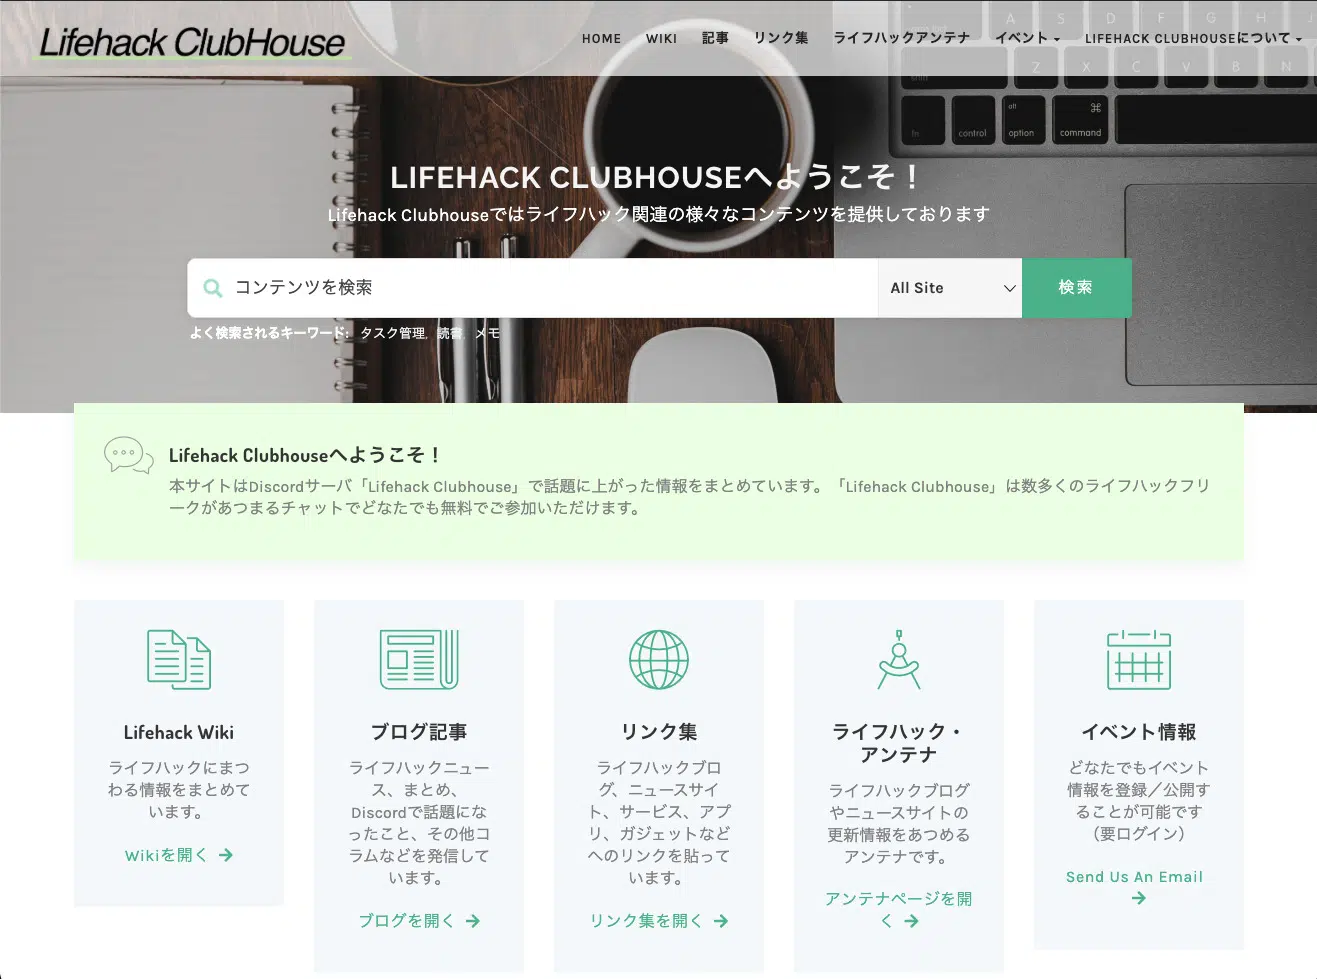 Lifehack ClubHouse
HOME
WIKI
記事
リンク集
ライフハックアンテナ
イベント
LIFEHACK CLUBHOUSEについて
A S D F G H J
shift Z X C V B N
fn
control
alt
option
⌘
command
LIFEHACK CLUBHOUSEへようこそ！
Lifehack Clubhouseではライフハック関連の様々なコンテンツを提供しております
コンテンツを検索
All Site
検索
よく検索されるキーワード: タスク管理, 読書, メモ
Lifehack Clubhouseへようこそ！
本サイトはDiscordサーバ「Lifehack Clubhouse」で話題に上がった情報をまとめています。「Lifehack Clubhouse」は数多くのライフハックフリ
ークがあつまるチャットでどなたでも無料でご参加いただけます。
Lifehack Wiki
ライフハックにまつ
わる情報をまとめて
います。
Wikiを開く
ブログ記事
ライフハックニュー
ス、まとめ、
Discordで話題にな
ったこと、その他コ
ラムなどを発信して
います。
ブログを開く
リンク集
ライフハックブロ
グ、ニュースサイ
ト、サービス、アプ
リ、ガジェットなど
へのリンクを貼って
います。
リンク集を開く
ライフハック・
アンテナ
ライフハックブログ
やニュースサイトの
更新情報をあつめる
アンテナです。
アンテナページを開
く
イベント情報
どなたでもイベント
情報を登録／公開す
ることが可能です
（要ログイン）
Send Us An Email